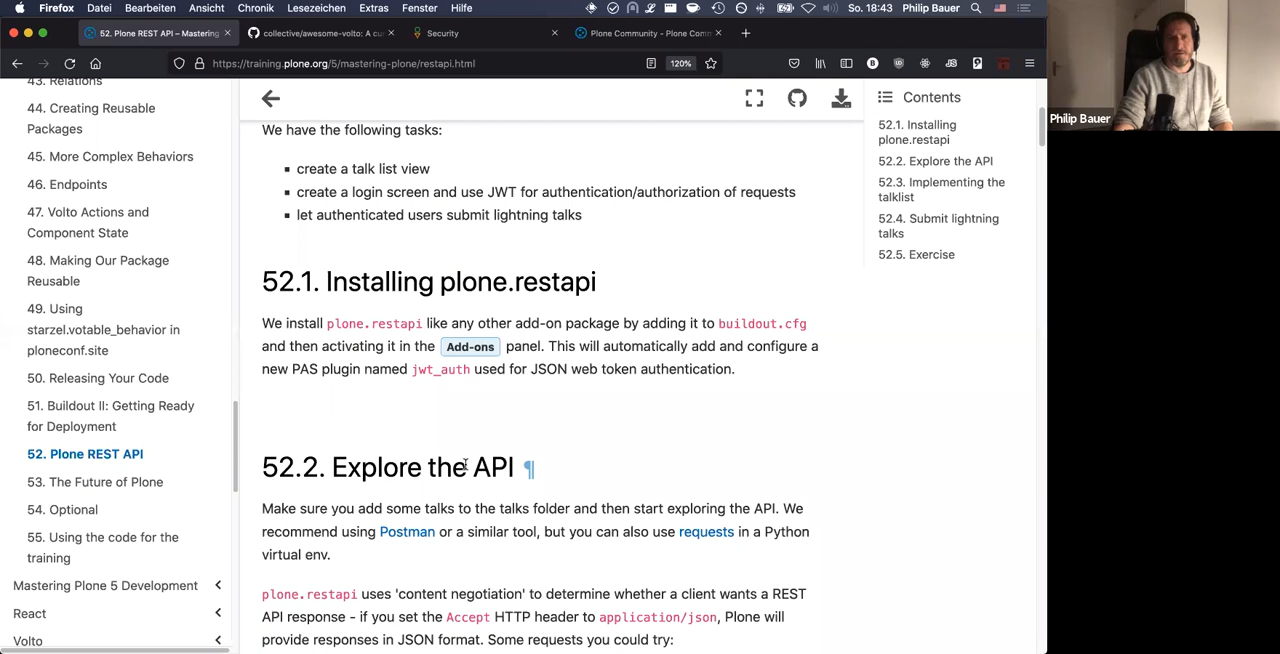 Firefox Datei Bearbeiten Ansicht Chronik Lesezeichen Extras Fenster Hilfe So. 18:43 Philip Bauer
52. Plone REST API – Mastering
collective/awesome-volto: A cu
Security
Plone Community - Plone Com
https://training.plone.org/5/mastering-plone/restapi.html
120%
43. Relations
44. Creating Reusable
Packages
45. More Complex Behaviors
46. Endpoints
47. Volto Actions and
Component State
48. Making Our Package
Reusable
49. Using
starzel.votable_behavior in
ploneconf.site
50. Releasing Your Code
51. Buildout II: Getting Ready
for Deployment
52. Plone REST API
53. The Future of Plone
54. Optional
55. Using the code for the
training
Mastering Plone 5 Development
React
Volto
We have the following tasks:
▪ create a talk list view
▪ create a login screen and use JWT for authentication/authorization of requests
▪ let authenticated users submit lightning talks
52.1. Installing plone.restapi
We install plone.restapi like any other add-on package by adding it to buildout.cfg
and then activating it in the Add-ons panel. This will automatically add and configure a
new PAS plugin named jwt_auth used for JSON web token authentication.
52.2. Explore the API ¶
Make sure you add some talks to the talks folder and then start exploring the API. We
recommend using Postman or a similar tool, but you can also use requests in a Python
virtual env.
plone.restapi uses 'content negotiation' to determine whether a client wants a REST
API response - if you set the Accept HTTP header to application/json, Plone will
provide responses in JSON format. Some requests you could try:
Contents
52.1. Installing
plone.restapi
52.2. Explore the API
52.3. Implementing the
talklist
52.4. Submit lightning
talks
52.5. Exercise
Philip Bauer